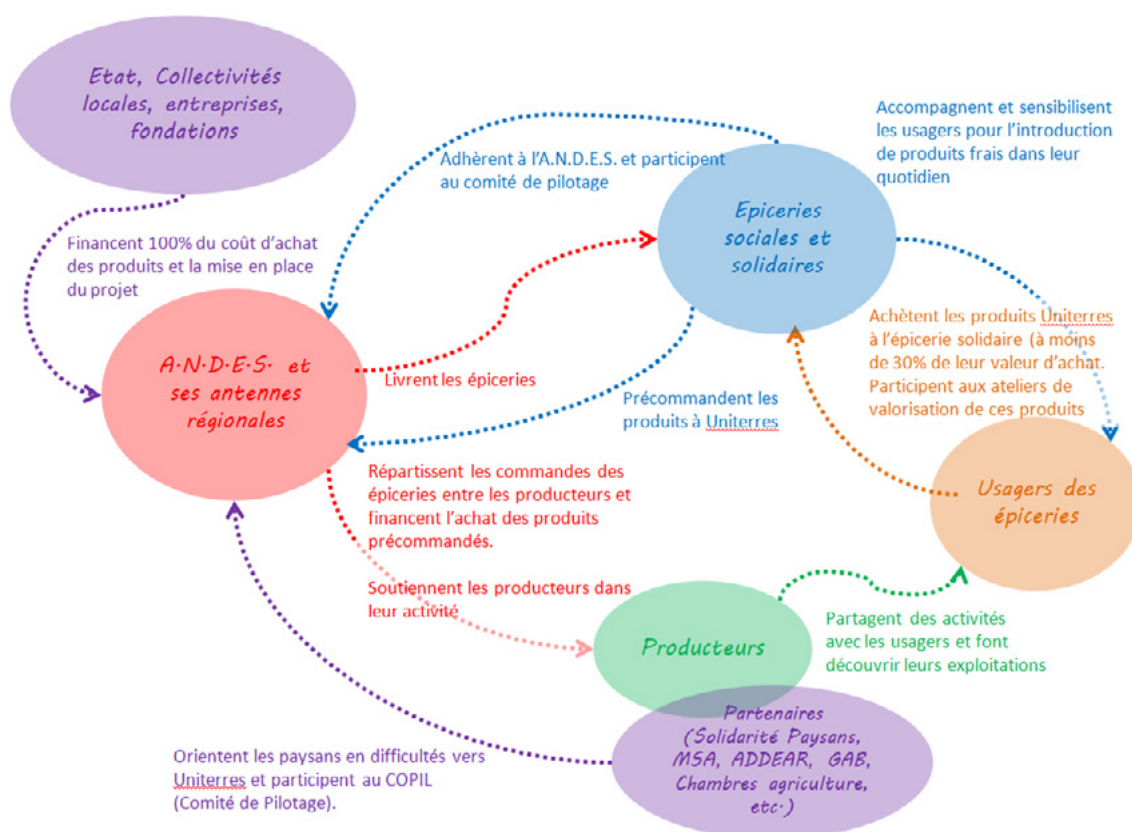 Etat, Collectivités
locales, entreprises,
fondations
Accompagnent et sensibilisent
les usagers pour l'introduction
de produits frais dans leur
quotidien
Adhèrent à l'A.N.D.E.S. et participent
au comité de pilotage
Epiceries
sociales et
solidaires
Financent 100% du coût d'achat
des produits et la mise en place
du projet
Achètent les produits Uniterres
à l'épicerie solidaire (à moins
de 30% de leur valeur d'achat.
Participent aux ateliers de
valorisation de ces produits
A.N.D.E.S. et
ses antennes
régionales
Livrent les épiceries
Précommandent les
produits à Uniterres
Répartissent les commandes des
épiceries entre les producteurs et
financent l'achat des produits
précommandés.
Usagers des
épiceries
Soutiennent les producteurs dans
leur activité
Producteurs
Partagent des activités
avec les usagers et font
découvrir leurs exploitations
Partenaires
(Solidarité Paysans,
MSA, ADDEAR, GAB,
Chambres agriculture,
etc.)
Orientent les paysans en difficultés vers
Uniterres et participent au COPIL
(Comité de Pilotage).